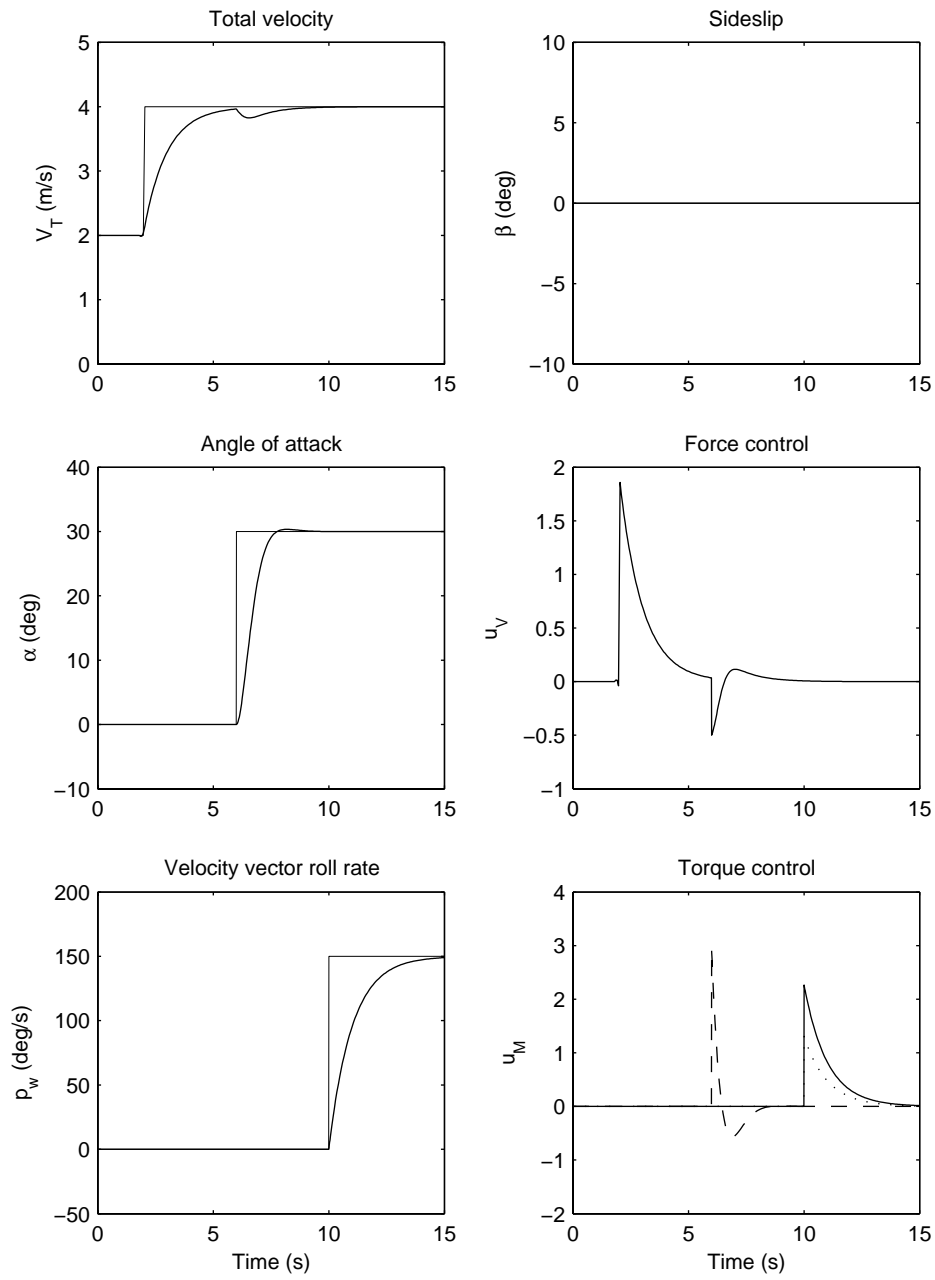 Total velocity
5
4
3
2
1
0
V_T (m/s)
0 5 10 15
Sideslip
10
5
0
−5
−10
β (deg)
0 5 10 15
Angle of attack
40
30
20
10
0
−10
α (deg)
0 5 10 15
Force control
2
1.5
1
0.5
0
−0.5
−1
u_V
0 5 10 15
Velocity vector roll rate
200
150
100
50
0
−50
p_w (deg/s)
0 5 10 15
Time (s)
Torque control
4
3
2
1
0
−1
−2
u_M
0 5 10 15
Time (s)